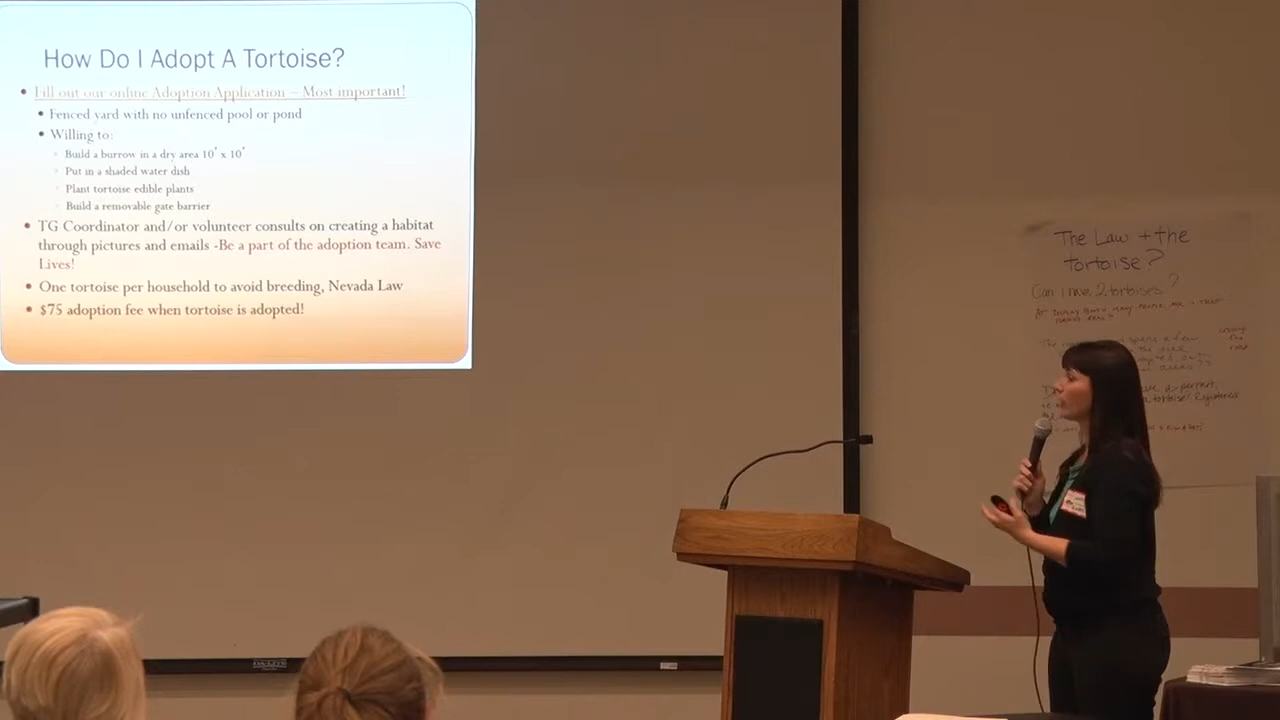 How Do I Adopt A Tortoise?
• Fill out our online Adoption Application – Most important!
• Fenced yard with no unfenced pool or pond
• Willing to:
Build a burrow in a dry area 10' x 10'
Put in a shaded water dish
Plant tortoise edible plants
Build a removable gate barrier
• TG Coordinator and/or volunteer consults on creating a habitat
through pictures and emails -Be a part of the adoption team. Save
Lives!
• One tortoise per household to avoid breeding, Nevada Law
• $75 adoption fee when tortoise is adopted!
The Law + the
Tortoise?
Can I have 2 tortoises?
DA-LITE